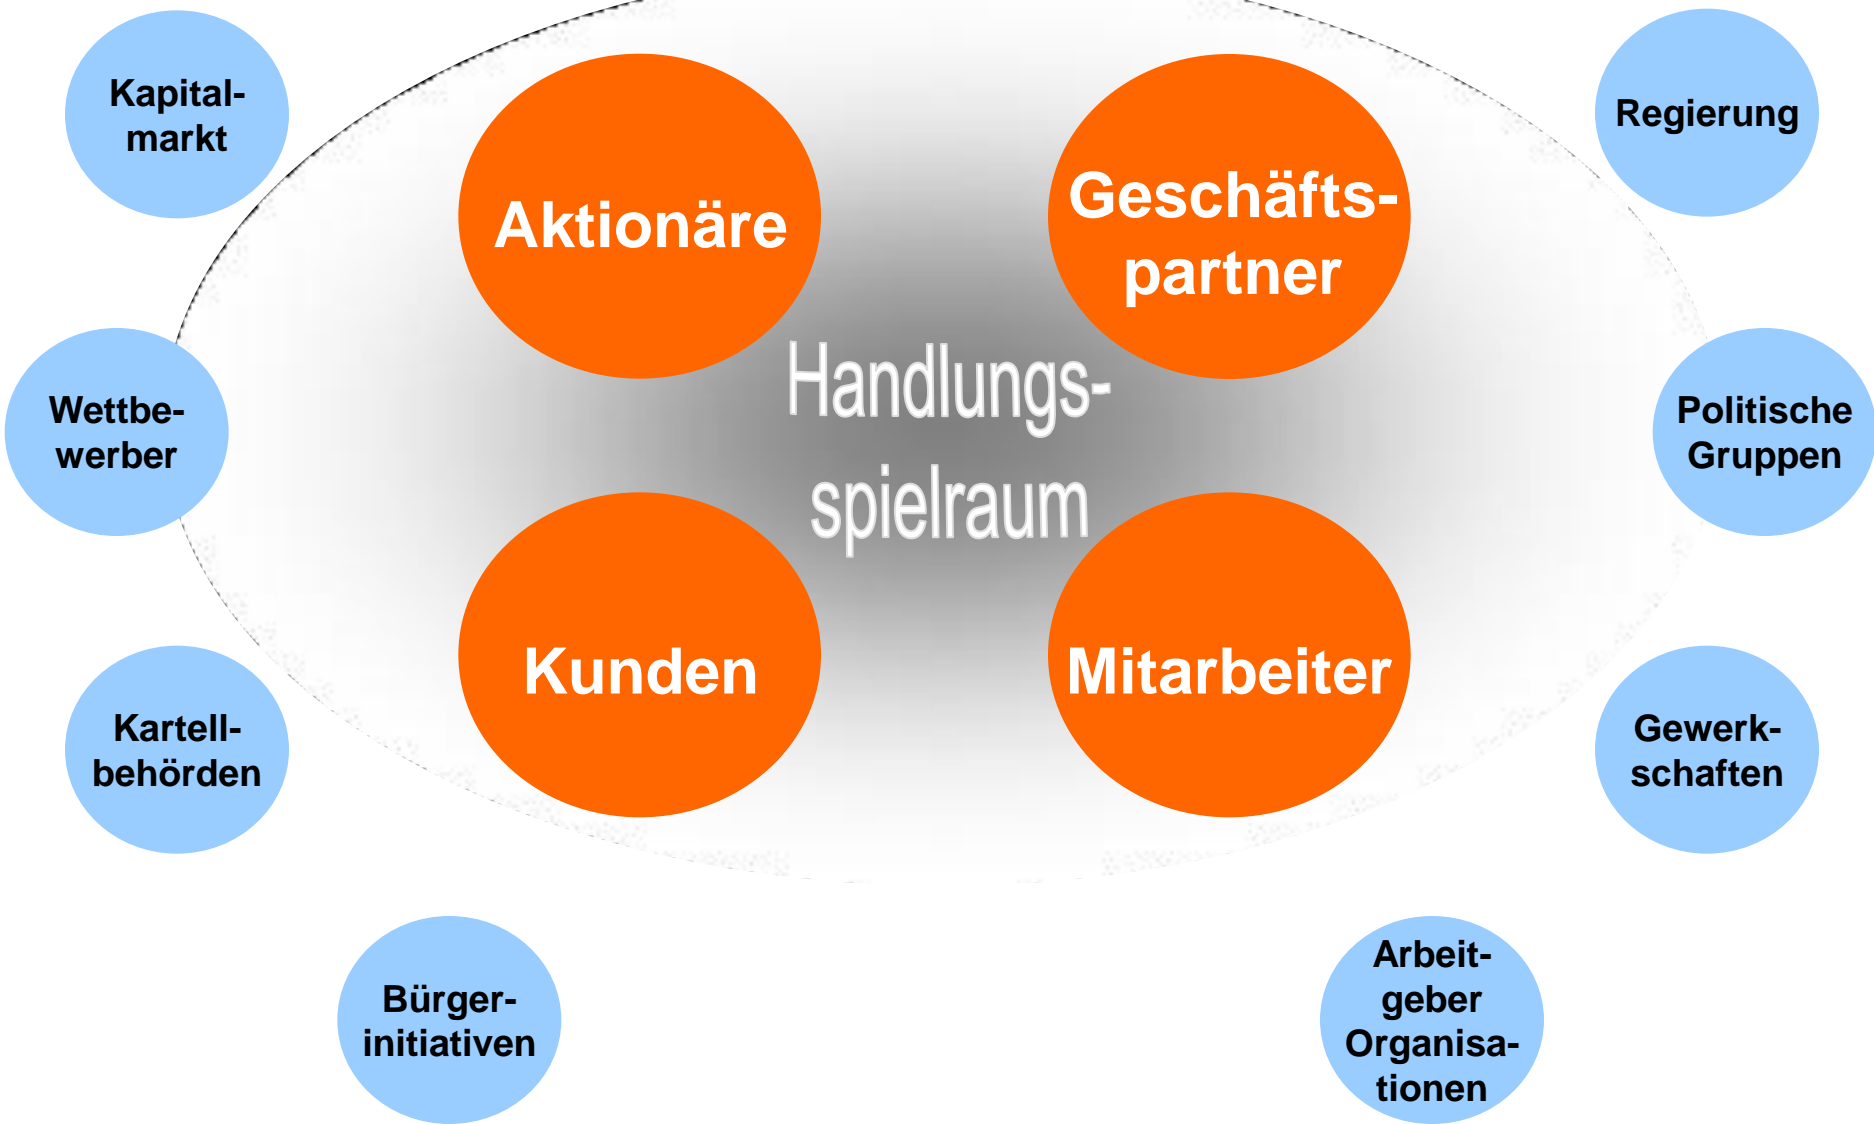 Kapital-
markt
Regierung
Aktionäre
Geschäfts-
partner
Handlungs-
spielraum
Wettbe-
werber
Politische
Gruppen
Kunden
Mitarbeiter
Kartell-
behörden
Gewerk-
schaften
Bürger-
initiativen
Arbeit-
geber
Organisa-
tionen